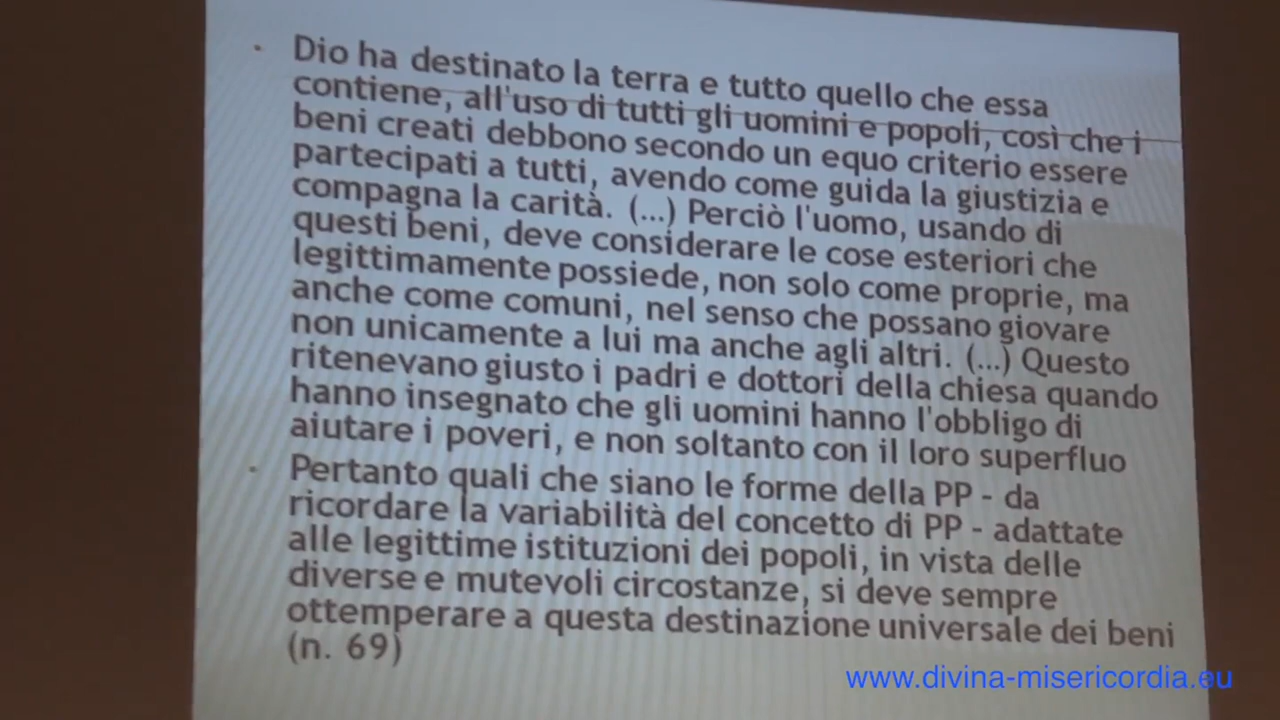 • Dio ha destinato la terra e tutto quello che essa
contiene, all'uso di tutti gli uomini e popoli, così che i
beni creati debbono secondo un equo criterio essere
partecipati a tutti, avendo come guida la giustizia e
compagna la carità. (...) Perciò l'uomo, usando di
questi beni, deve considerare le cose esteriori che
legittimamente possiede, non solo come proprie, ma
anche come comuni, nel senso che possano giovare
non unicamente a lui ma anche agli altri. (...) Questo
ritenevano giusto i padri e dottori della chiesa quando
hanno insegnato che gli uomini hanno l'obbligo di
aiutare i poveri, e non soltanto con il loro superfluo
• Pertanto quali che siano le forme della PP - da
ricordare la variabilità del concetto di PP - adattate
alle legittime istituzioni dei popoli, in vista delle
diverse e mutevoli circostanze, si deve sempre
ottemperare a questa destinazione universale dei beni
(n. 69)
www.divina-misericordia.eu